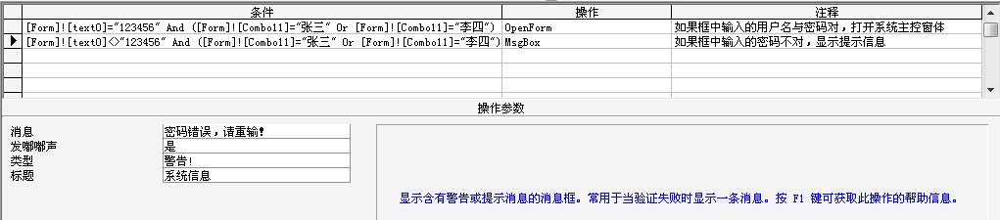 条件 操作 注释
[Form]![text0]="123456" And ([Form]![Combo11]="张三" Or [Form]![Combo11]="李四") OpenForm 如果框中输入的用户名与密码对，打开系统主控窗体
[Form]![text0]<>"123456" And ([Form]![Combo11]="张三" Or [Form]![Combo11]="李四") MsgBox 如果框中输入的密码不对，显示提示信息
操作参数
消息 密码错误，请重输!
发嘟嘟声 是
类型 警告!
标题 系统信息
显示含有警告或提示消息的消息框。常用于当验证失败时显示一条消息。按 F1 键可获取此操作的帮助信息。